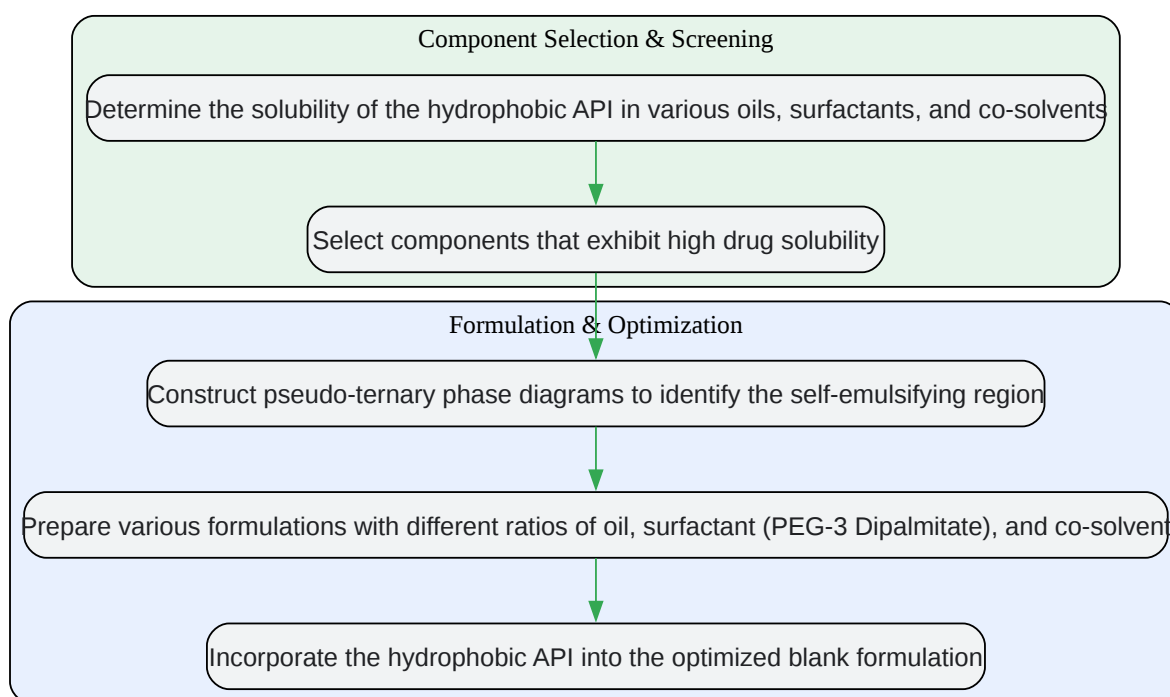 Component Selection & Screening
Determine the solubility of the hydrophobic API in various oils, surfactants, and co-solvents
Select components that exhibit high drug solubility
Formulation & Optimization
Construct pseudo-ternary phase diagrams to identify the self-emulsifying region
Prepare various formulations with different ratios of oil, surfactant (PEG-3 Dipalmitate), and co-solvent
Incorporate the hydrophobic API into the optimized blank formulation